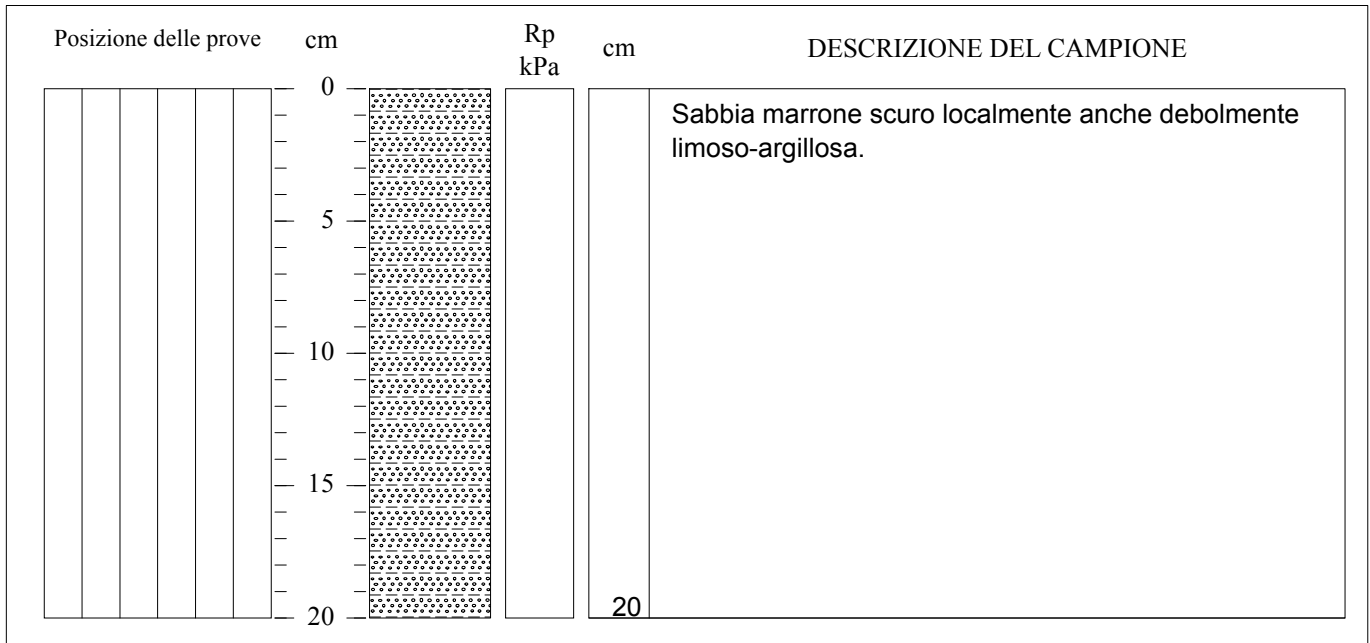 Posizione delle prove cm Rp kPa cm DESCRIZIONE DEL CAMPIONE
0
Sabbia marrone scuro localmente anche debolmente
limoso-argillosa.
5
10
15
20 20